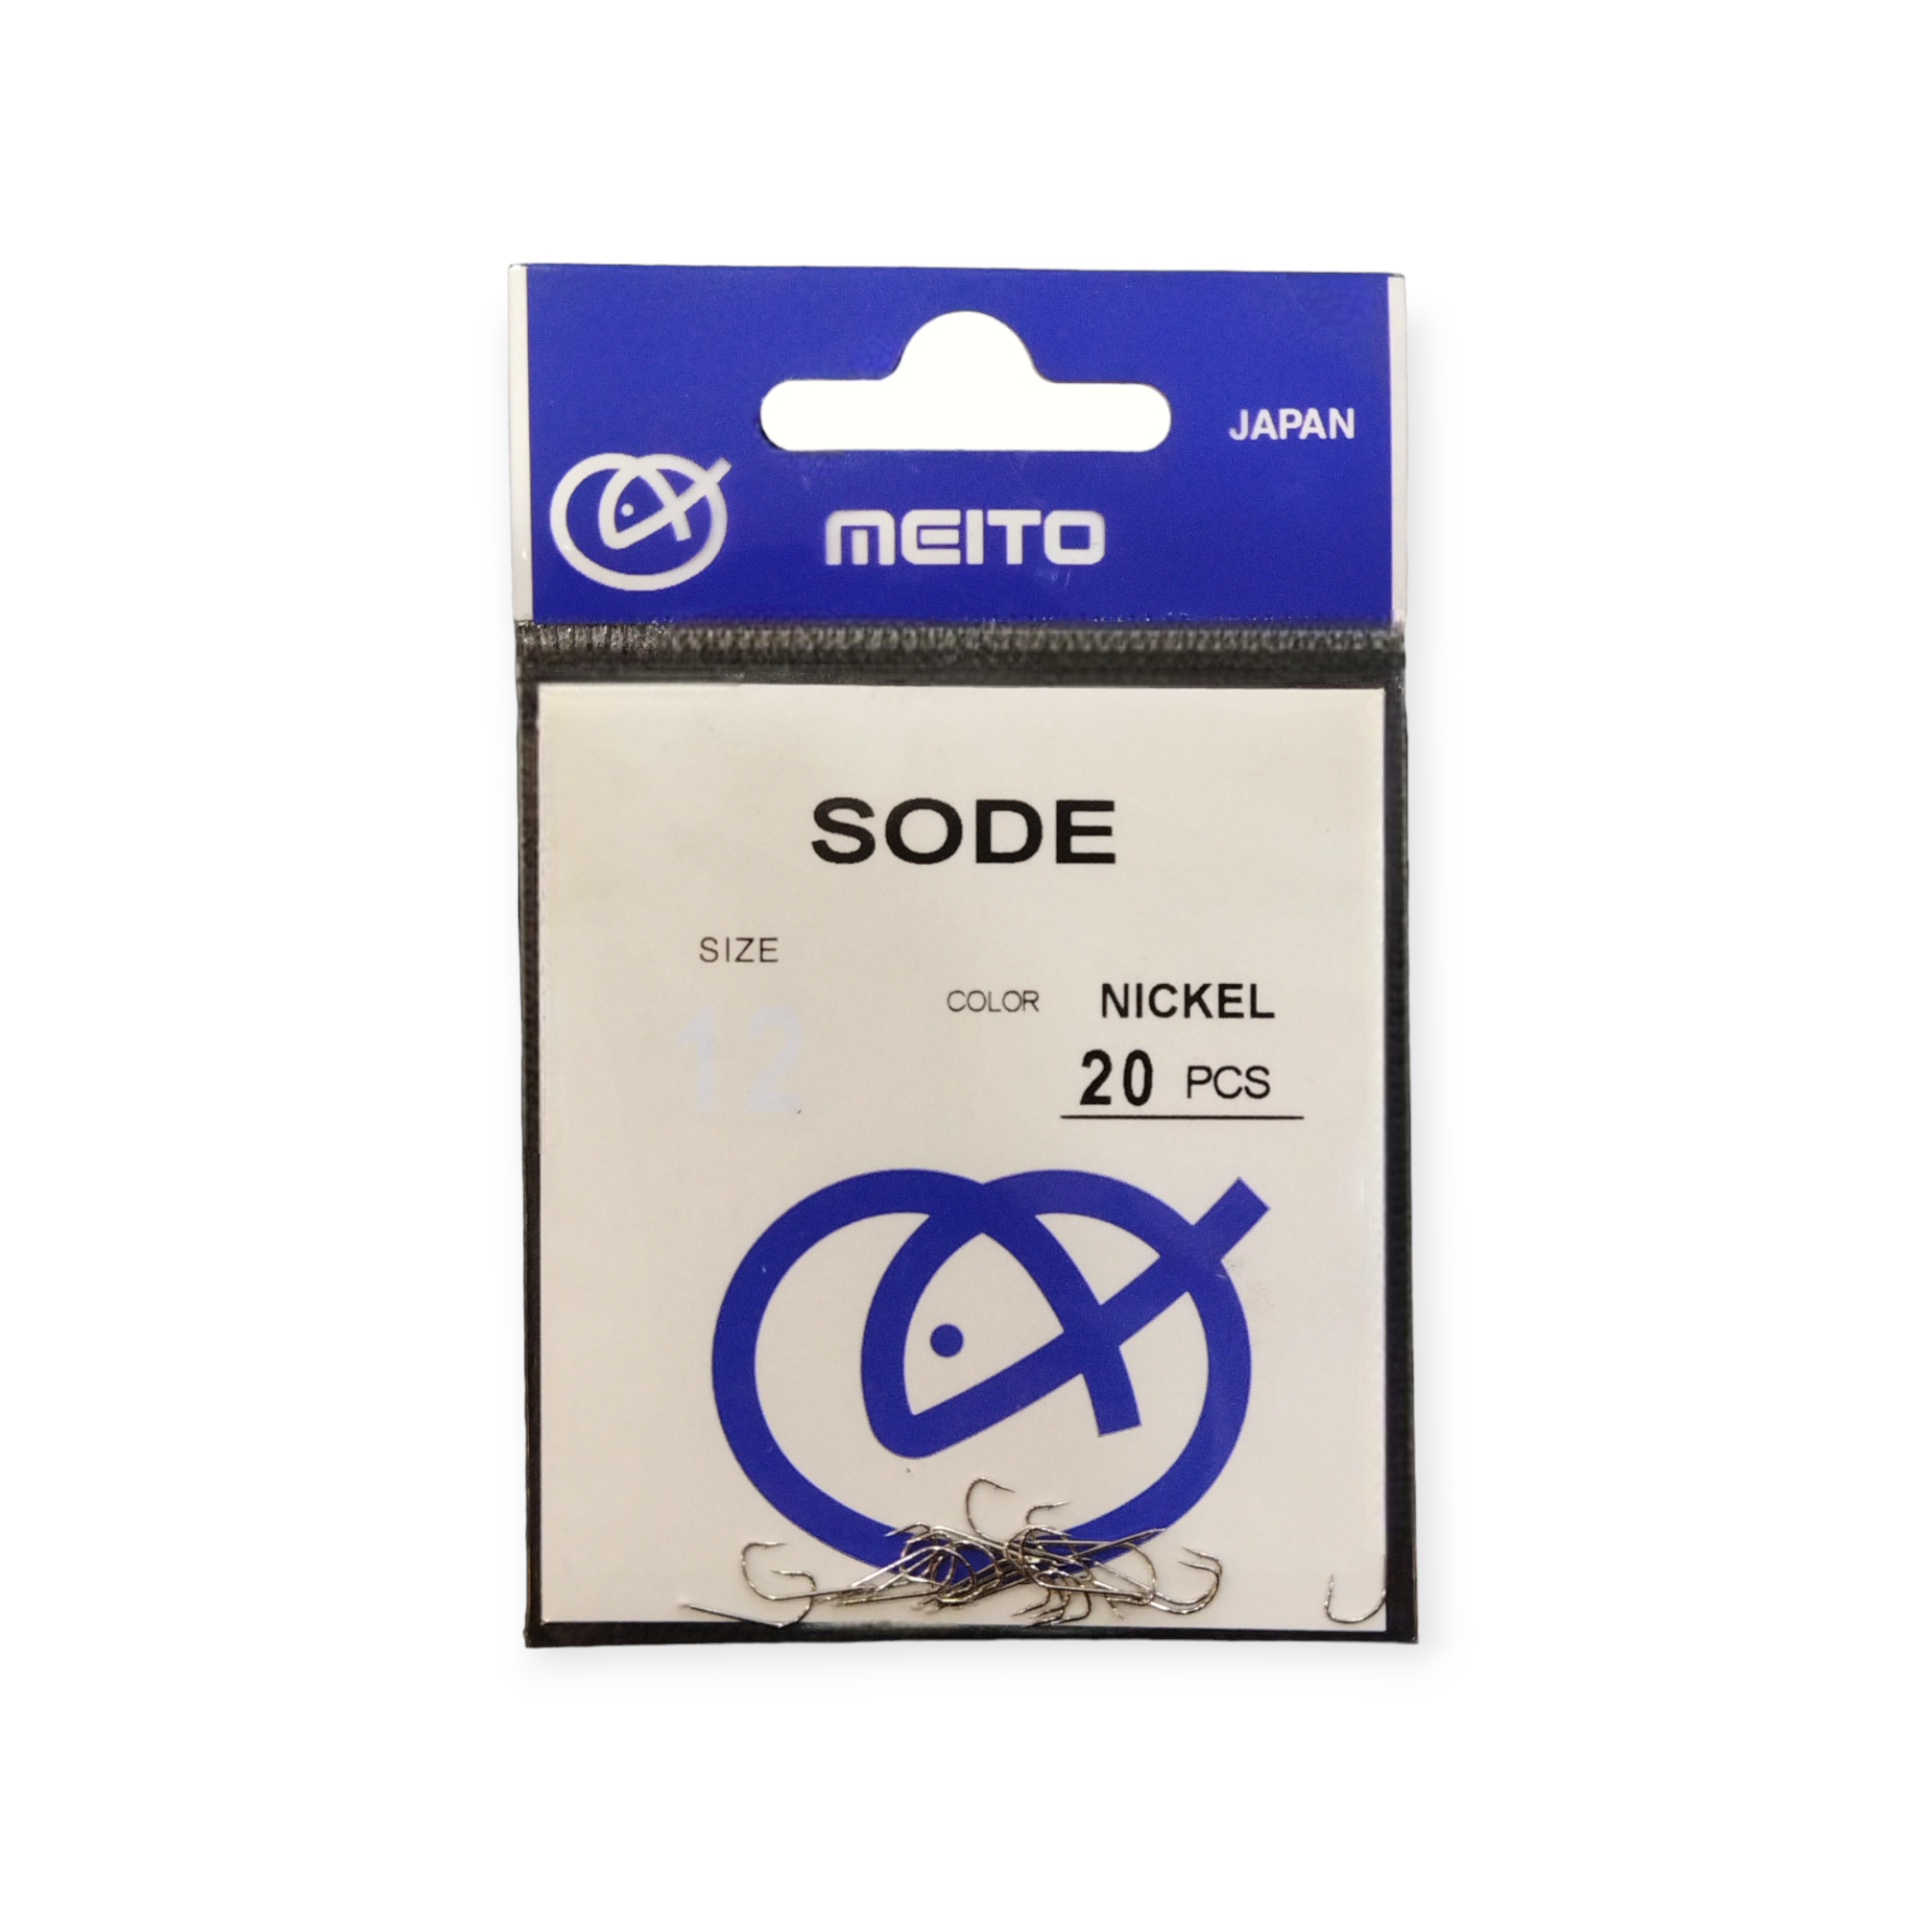 JAPAN
MEITO
SODE
SIZE
12
COLOR NICKEL
20 PCS